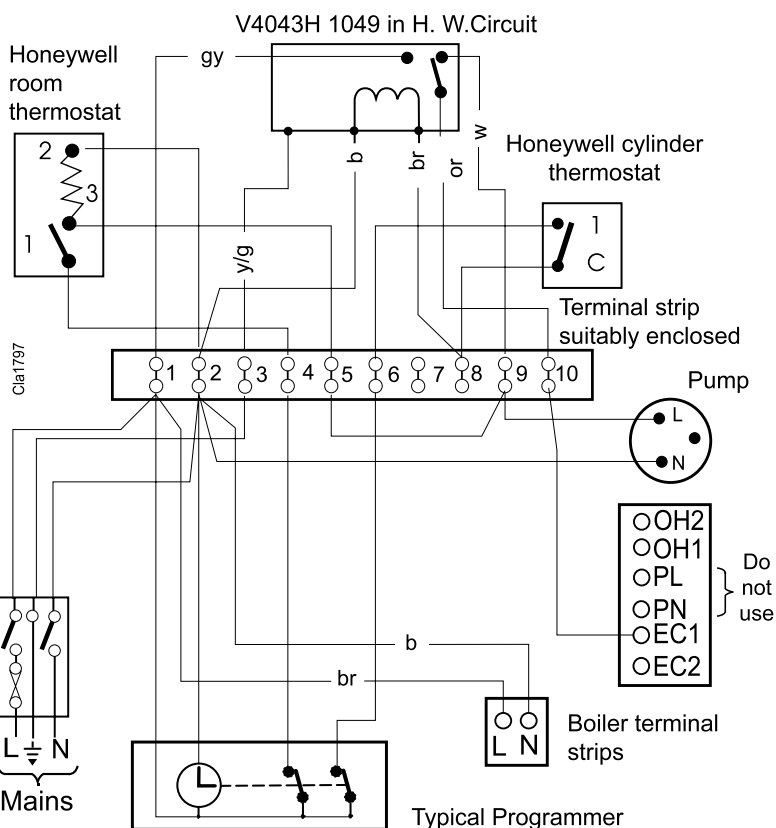 V4043H 1049 in H. W.Circuit
Honeywell
room
thermostat
gy
2
3
1
b
br
or
w
y/g
Honeywell cylinder
thermostat
1
C
Terminal strip
suitably enclosed
Cla1797
1 2 3 4 5 6 7 8 9 10
Pump
L
N
OH2
OH1
PL
PN
EC1
EC2
Do
not
use
b
br
L N
Boiler terminal
strips
L N
Mains
Typical Programmer